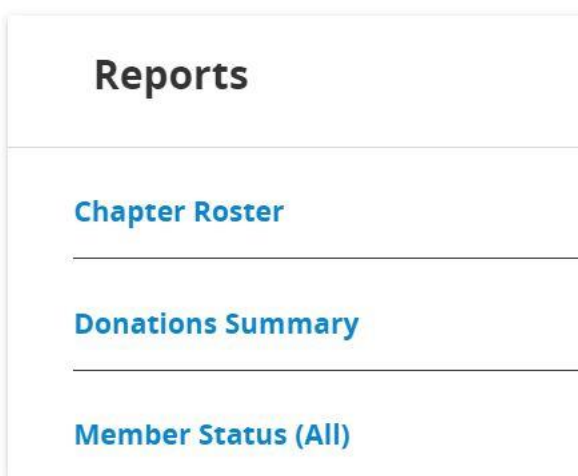 Reports
Chapter Roster
Donations Summary
Member Status (All)